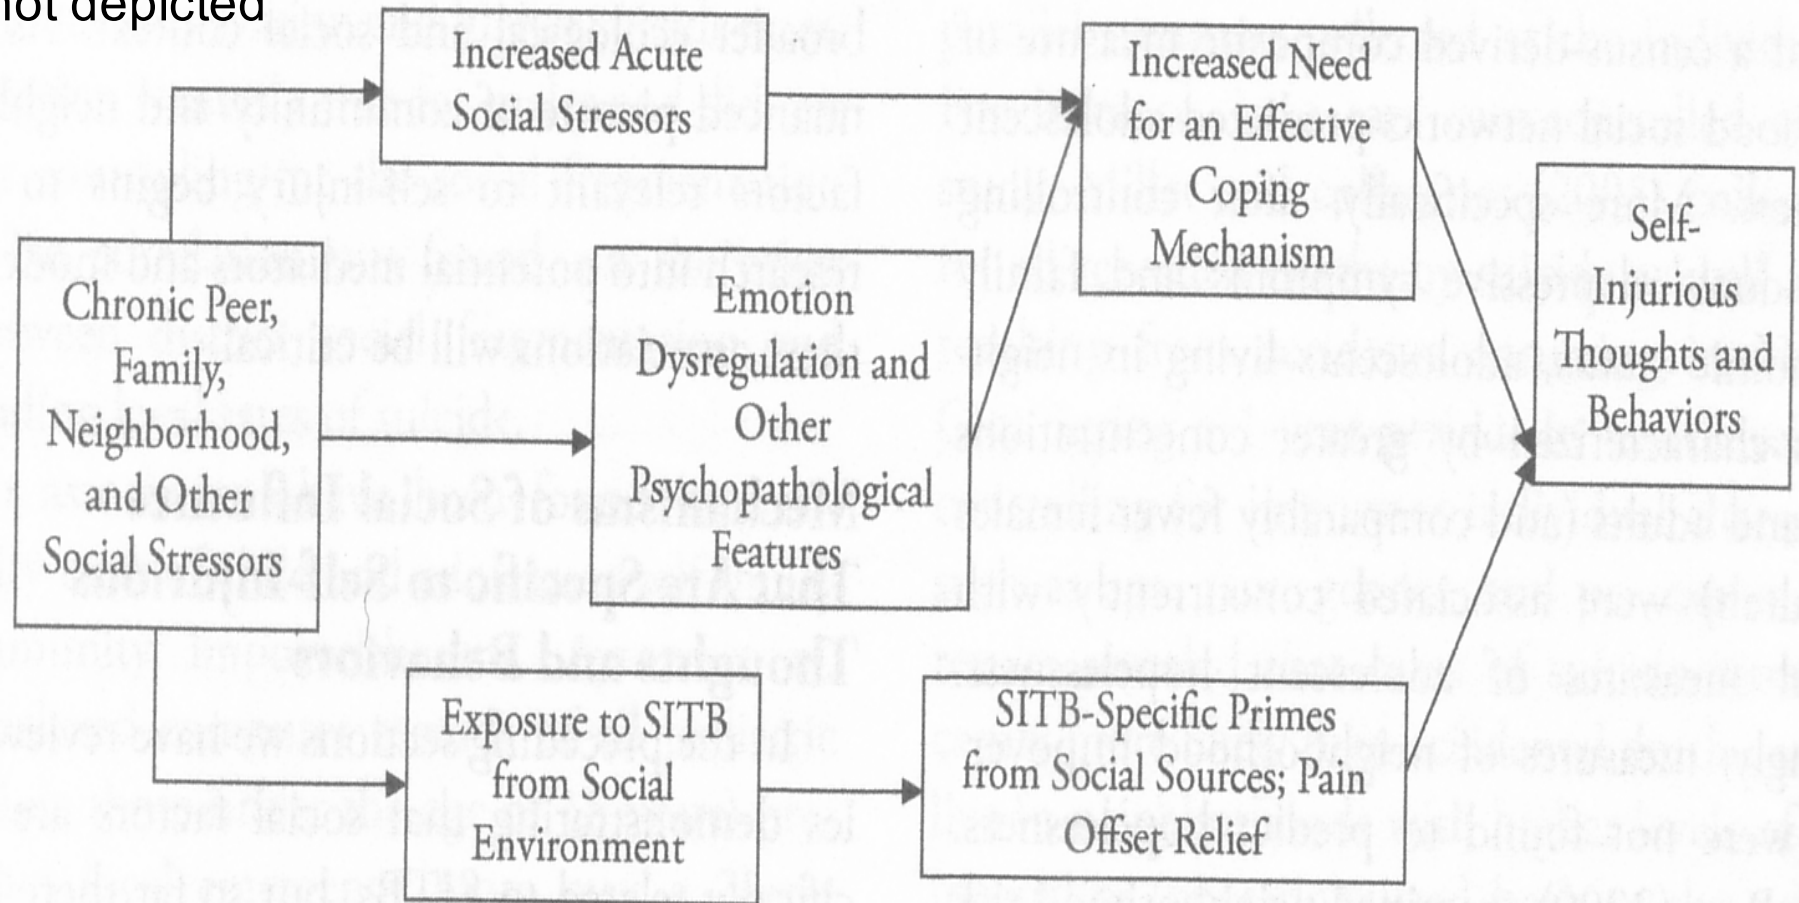 not depicted
Increased Acute
Social Stressors
Increased Need
for an Effective
Coping
Mechanism
Self-
Injurious
Thoughts and
Behaviors
Chronic Peer,
Family,
Neighborhood,
and Other
Social Stressors
Emotion
Dysregulation and
Other
Psychopathological
Features
Exposure to SITB
from Social
Environment
SITB-Specific Primes
from Social Sources; Pain
Offset Relief